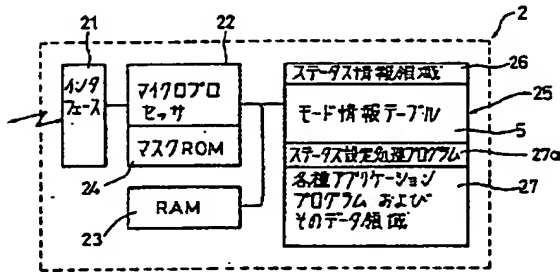 2
21
22
インタ
フェース
マイクロプロ
セッサ
マスクROM
24
RAM
23
ステータス情報領域
26
モード情報テーブル
25
5
ステータス設定処理プログラム
27a
各種アプリケーション
プログラムおよび
そのデータ領域
27